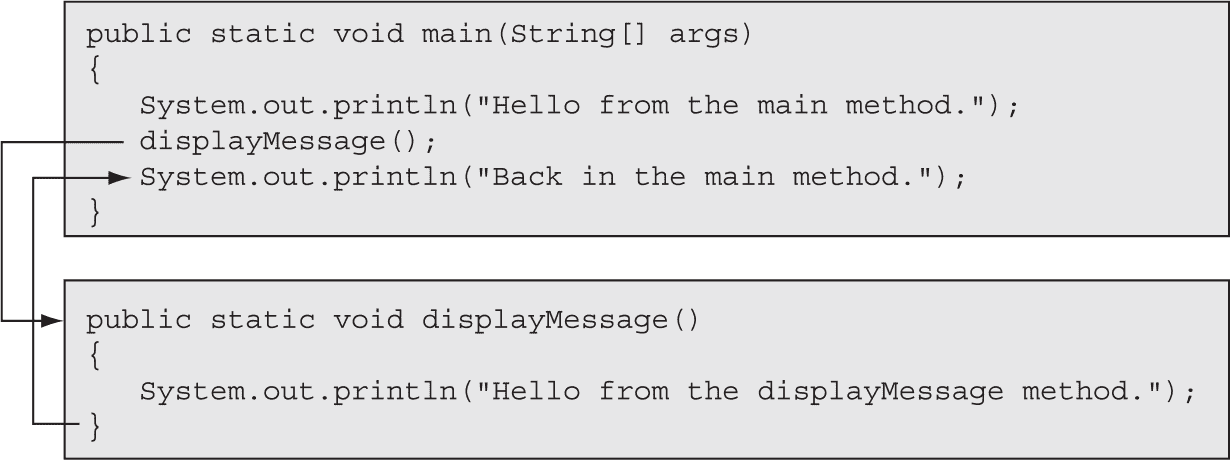 public static void main(String[] args)
{
   System.out.println("Hello from the main method.");
   displayMessage();
   System.out.println("Back in the main method.");
}
public static void displayMessage()
{
   System.out.println("Hello from the displayMessage method.");
}